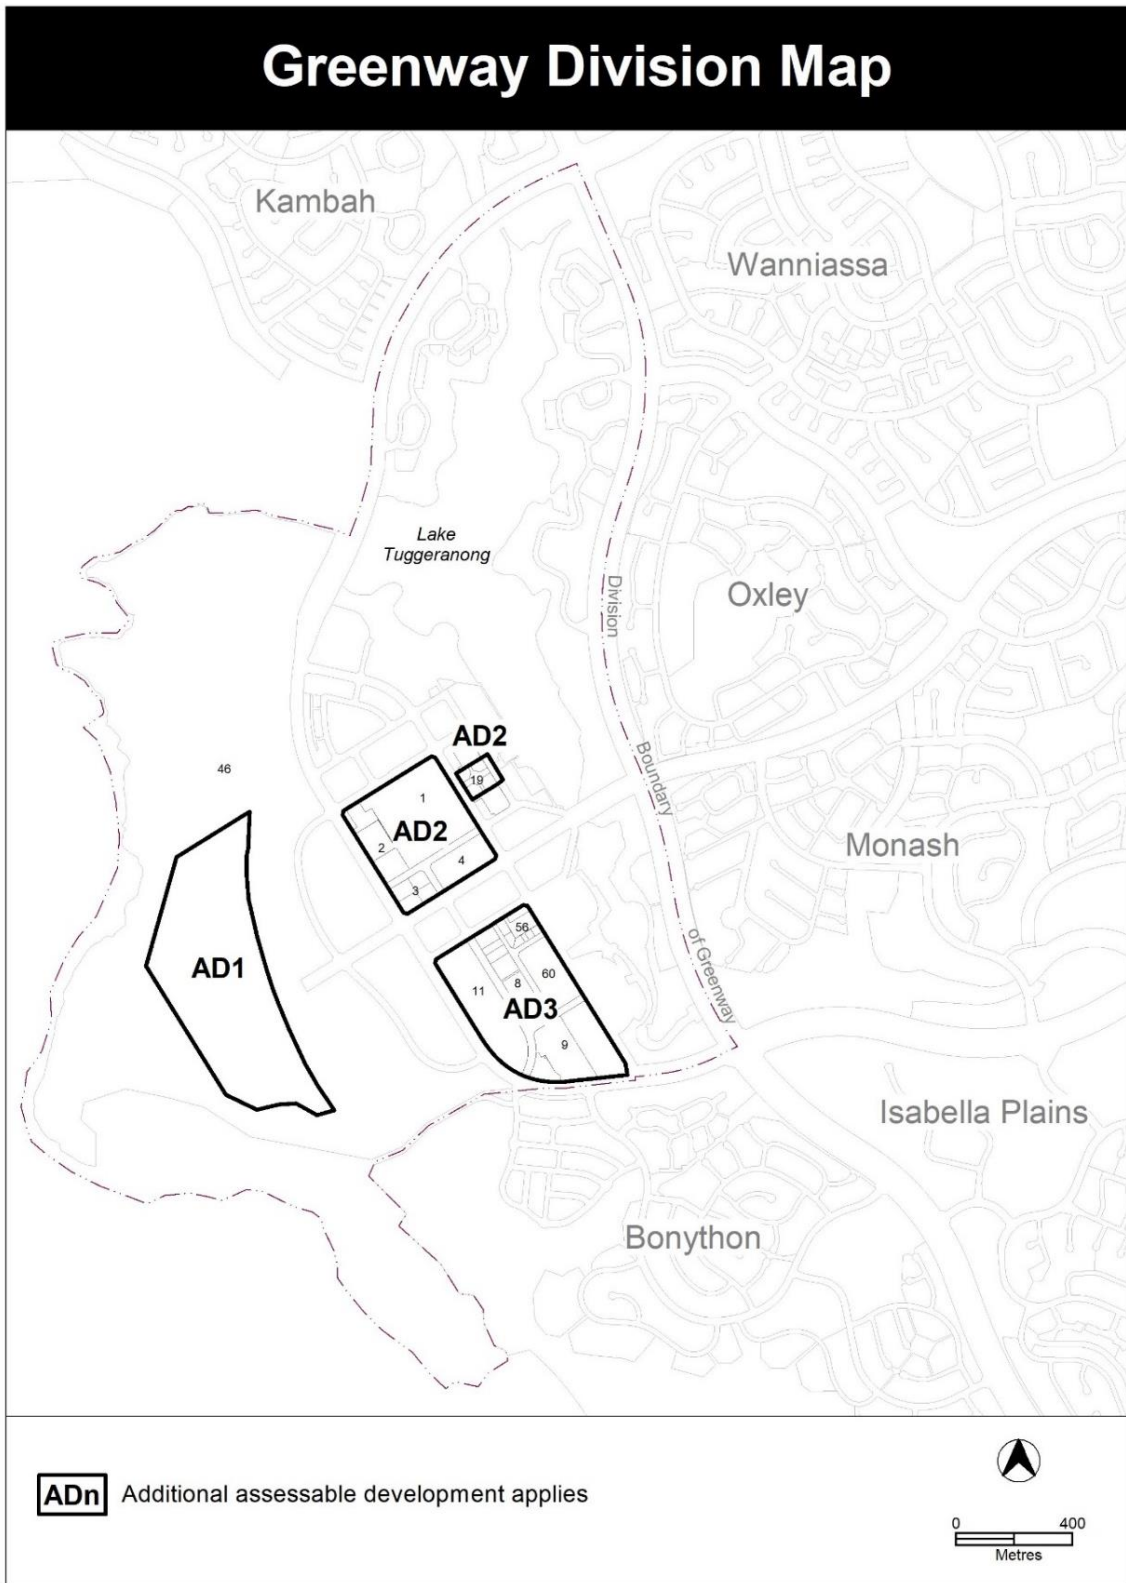 Greenway Division Map
Kambah
Wanniassa
Lake
Tuggeranong
Division
Oxley
AD2
Boundary
46
19
1
AD2
Monash
2
4
3
56
of Greenway
AD1
60
11
8
AD3
9
Isabella Plains
Bonython
ADn Additional assessable development applies
0 400
Metres